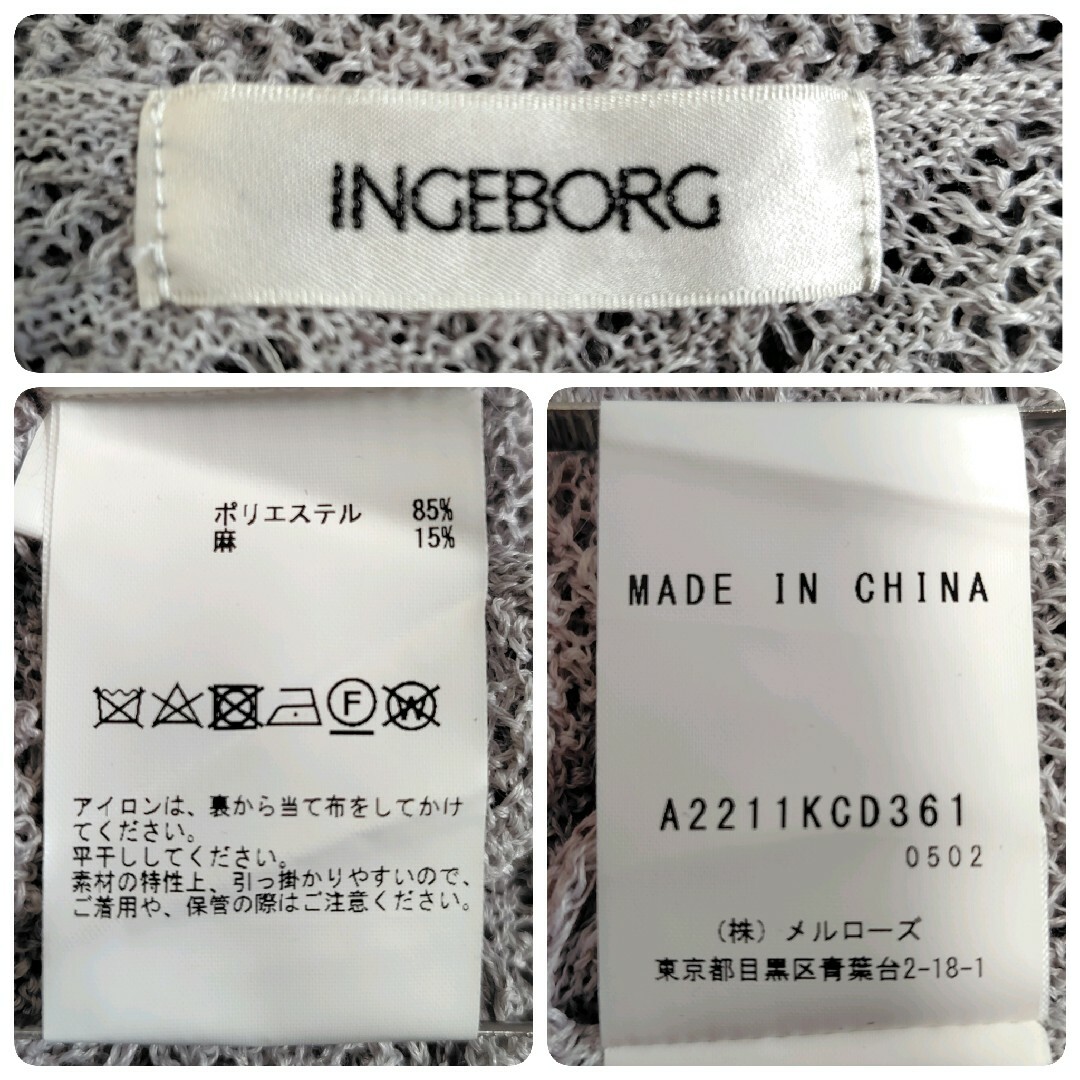 INGEBORG
ポリエステル 85%
麻 15%
F
W
アイロンは、裏から当て布をしてかけ
てください。
平干ししてください。
素材の特性上、引っ掛かりやすいので、
ご着用や、保管の際はご注意ください。
MADE IN CHINA
A2211KCD361
0502
(株) メルローズ
東京都目黒区青葉台2-18-1